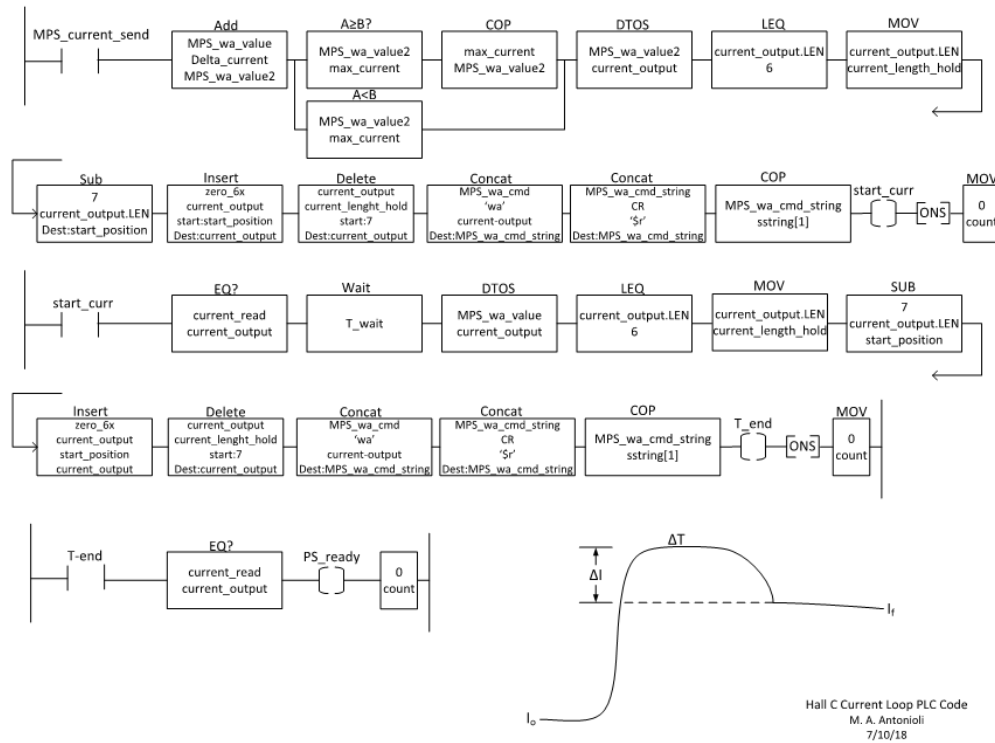 MPS_current_send
Add
MPS_wa_value
Delta_current
MPS_wa_value2
A≥B?
MPS_wa_value2
max_current
A<B
MPS_wa_value2
max_current
COP
max_current
MPS_wa_value2
DTOS
MPS_wa_value2
current_output
LEQ
current_output.LEN
6
MOV
current_output.LEN
current_length_hold
Sub
7
current_output.LEN
Dest:start_position
Insert
zero_6x
current_output
start:start_position
Dest:current_output
Delete
current_output
current_lenght_hold
start:7
Dest:current_output
Concat
MPS_wa_cmd
‘wa’
current-output
Dest:MPS_wa_cmd_string
Concat
MPS_wa_cmd_string
CR
‘$r’
Dest:MPS_wa_cmd_string
COP
MPS_wa_cmd_string
sstring[1]
start_curr
ONS
MOV
0
count
start_curr
EQ?
current_read
current_output
Wait
T_wait
DTOS
MPS_wa_value
current_output
LEQ
current_output.LEN
6
MOV
current_output.LEN
current_length_hold
SUB
7
current_output.LEN
start_position
Insert
zero_6x
current_output
start_position
current_output
Delete
current_output
current_lenght_hold
start:7
Dest:current_output
Concat
MPS_wa_cmd
‘wa’
current-output
Dest:MPS_wa_cmd_string
Concat
MPS_wa_cmd_string
CR
‘$r’
Dest:MPS_wa_cmd_string
COP
MPS_wa_cmd_string
sstring[1]
T_end
ONS
MOV
0
count
T-end
EQ?
current_read
current_output
PS_ready
0
count
ΔT
ΔI
If
Io
Hall C Current Loop PLC Code
M. A. Antonioli
7/10/18